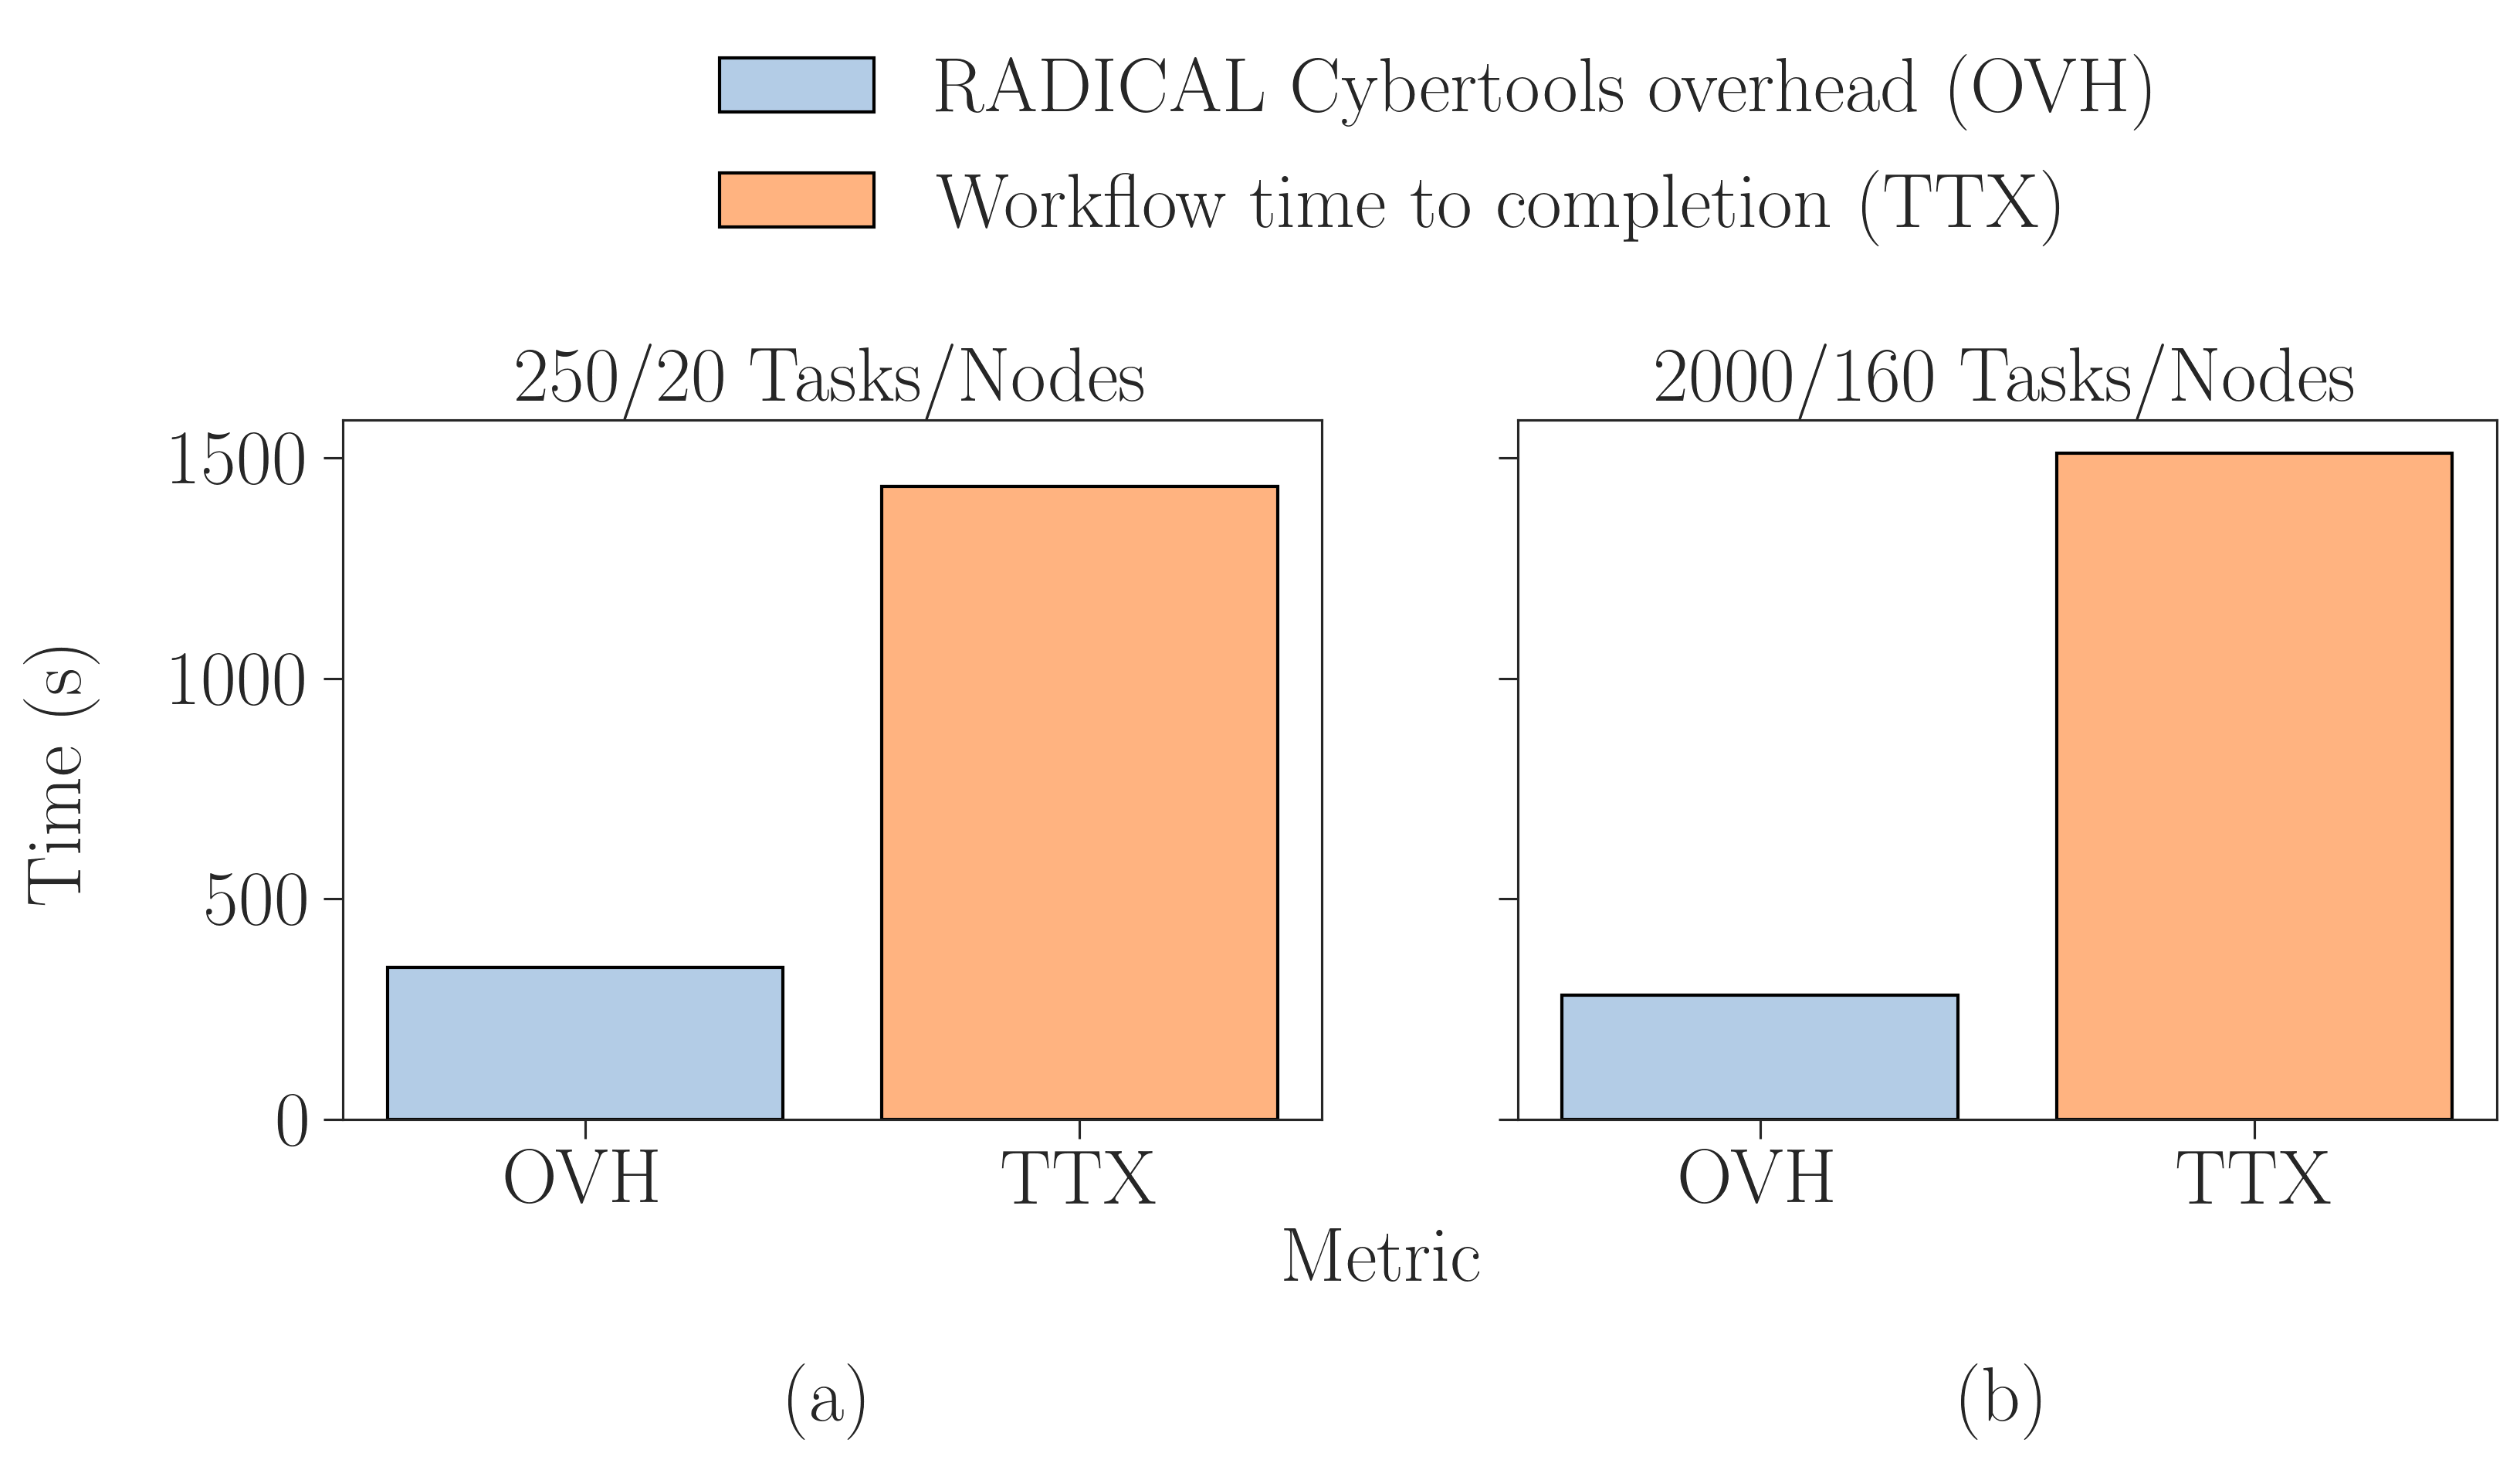 RADICAL Cybertools overhead (OVH)
Workflow time to completion (TTX)
250/20 Tasks/Nodes
2000/160 Tasks/Nodes
Time (s)
1500
1000
500
0
OVH
TTX
OVH
TTX
Metric
(a)
(b)